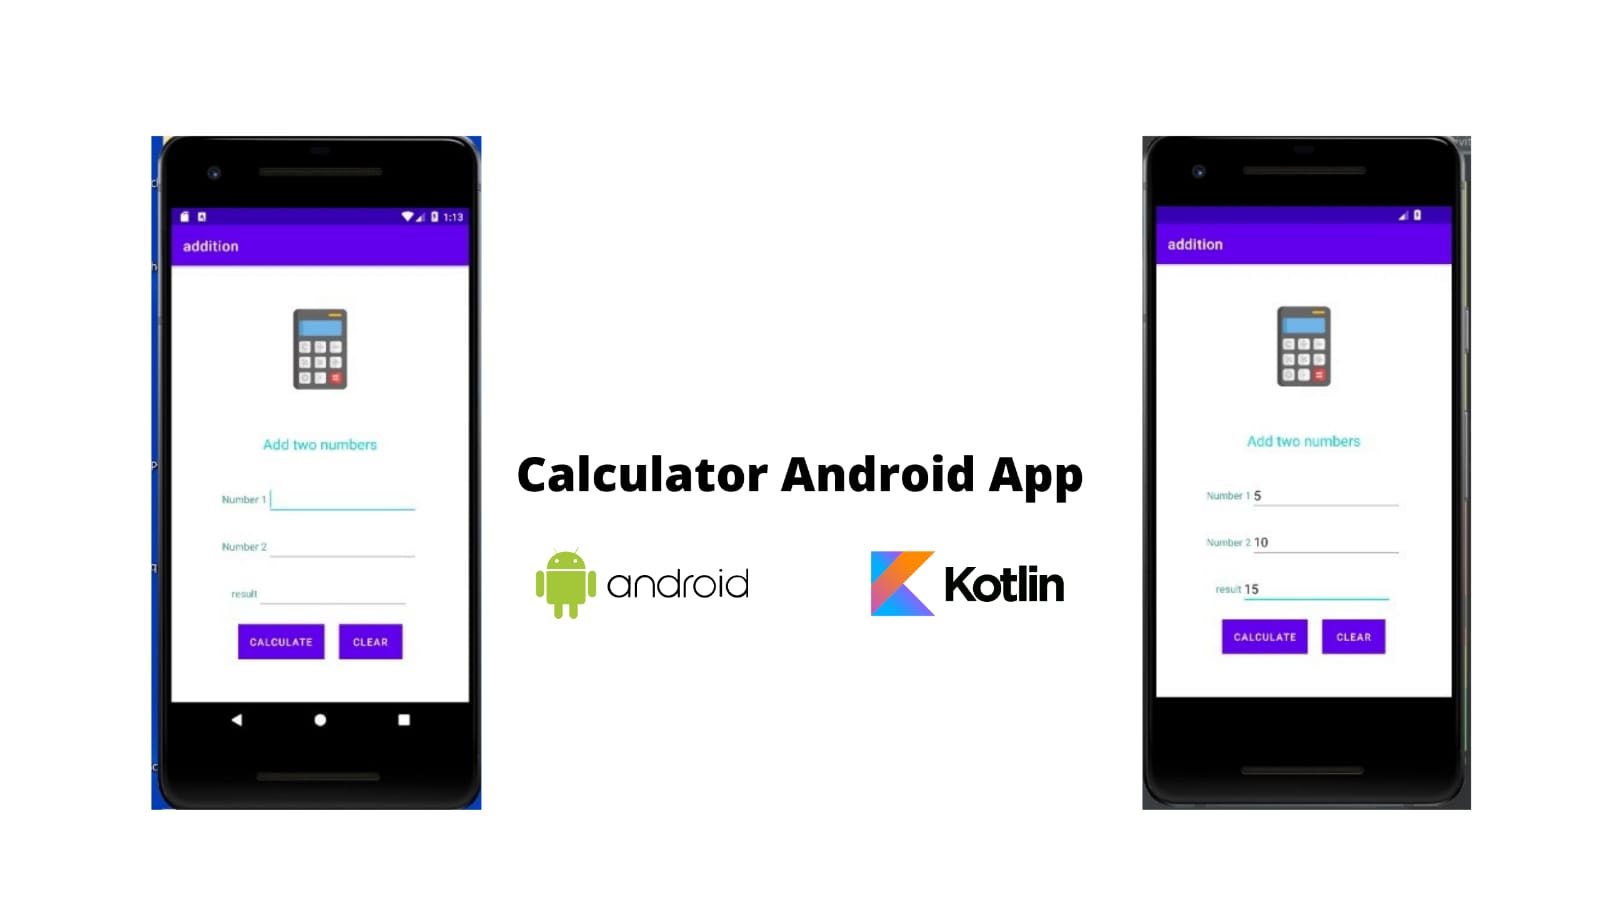 1:13
addition
Add two numbers
Number 1
Number 2
result
CALCULATE CLEAR
Calculator Android App
android Kotlin
addition
Add two numbers
Number 1 5
Number 2 10
result 15
CALCULATE CLEAR